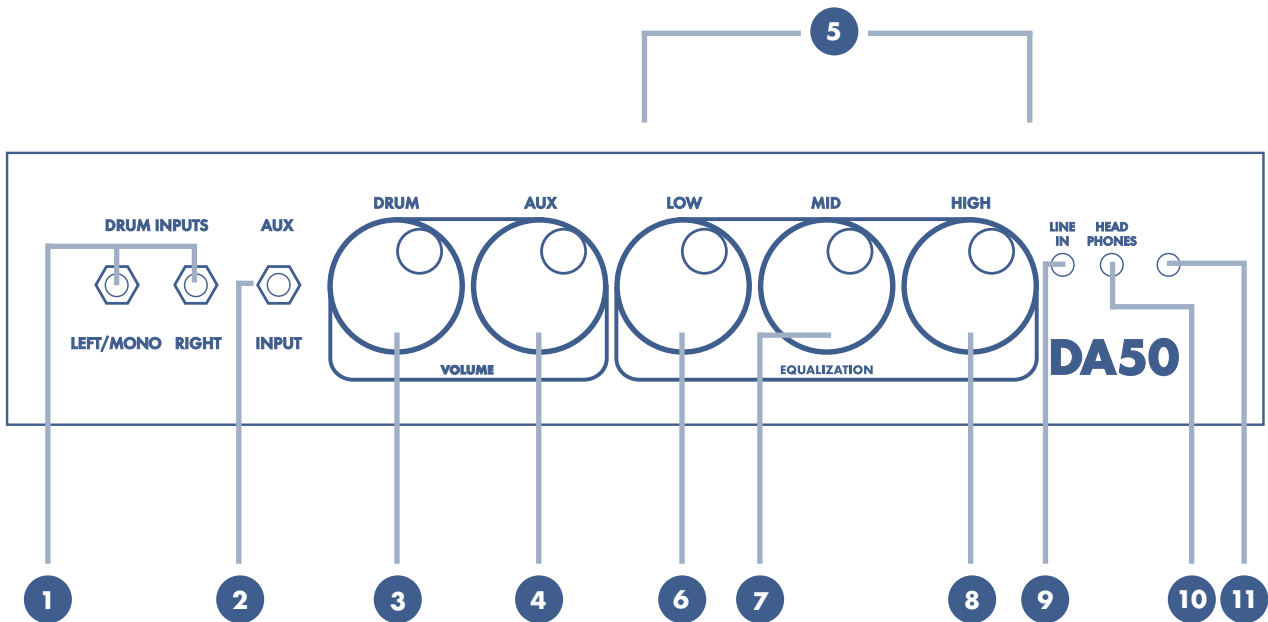 5
DRUM INPUTS
LEFT/MONO RIGHT
AUX
INPUT
DRUM AUX
VOLUME
LOW MID HIGH
EQUALIZATION
LINE
IN
HEAD
PHONES
DA50
1 2 3 4 6 7 8 9 10 11